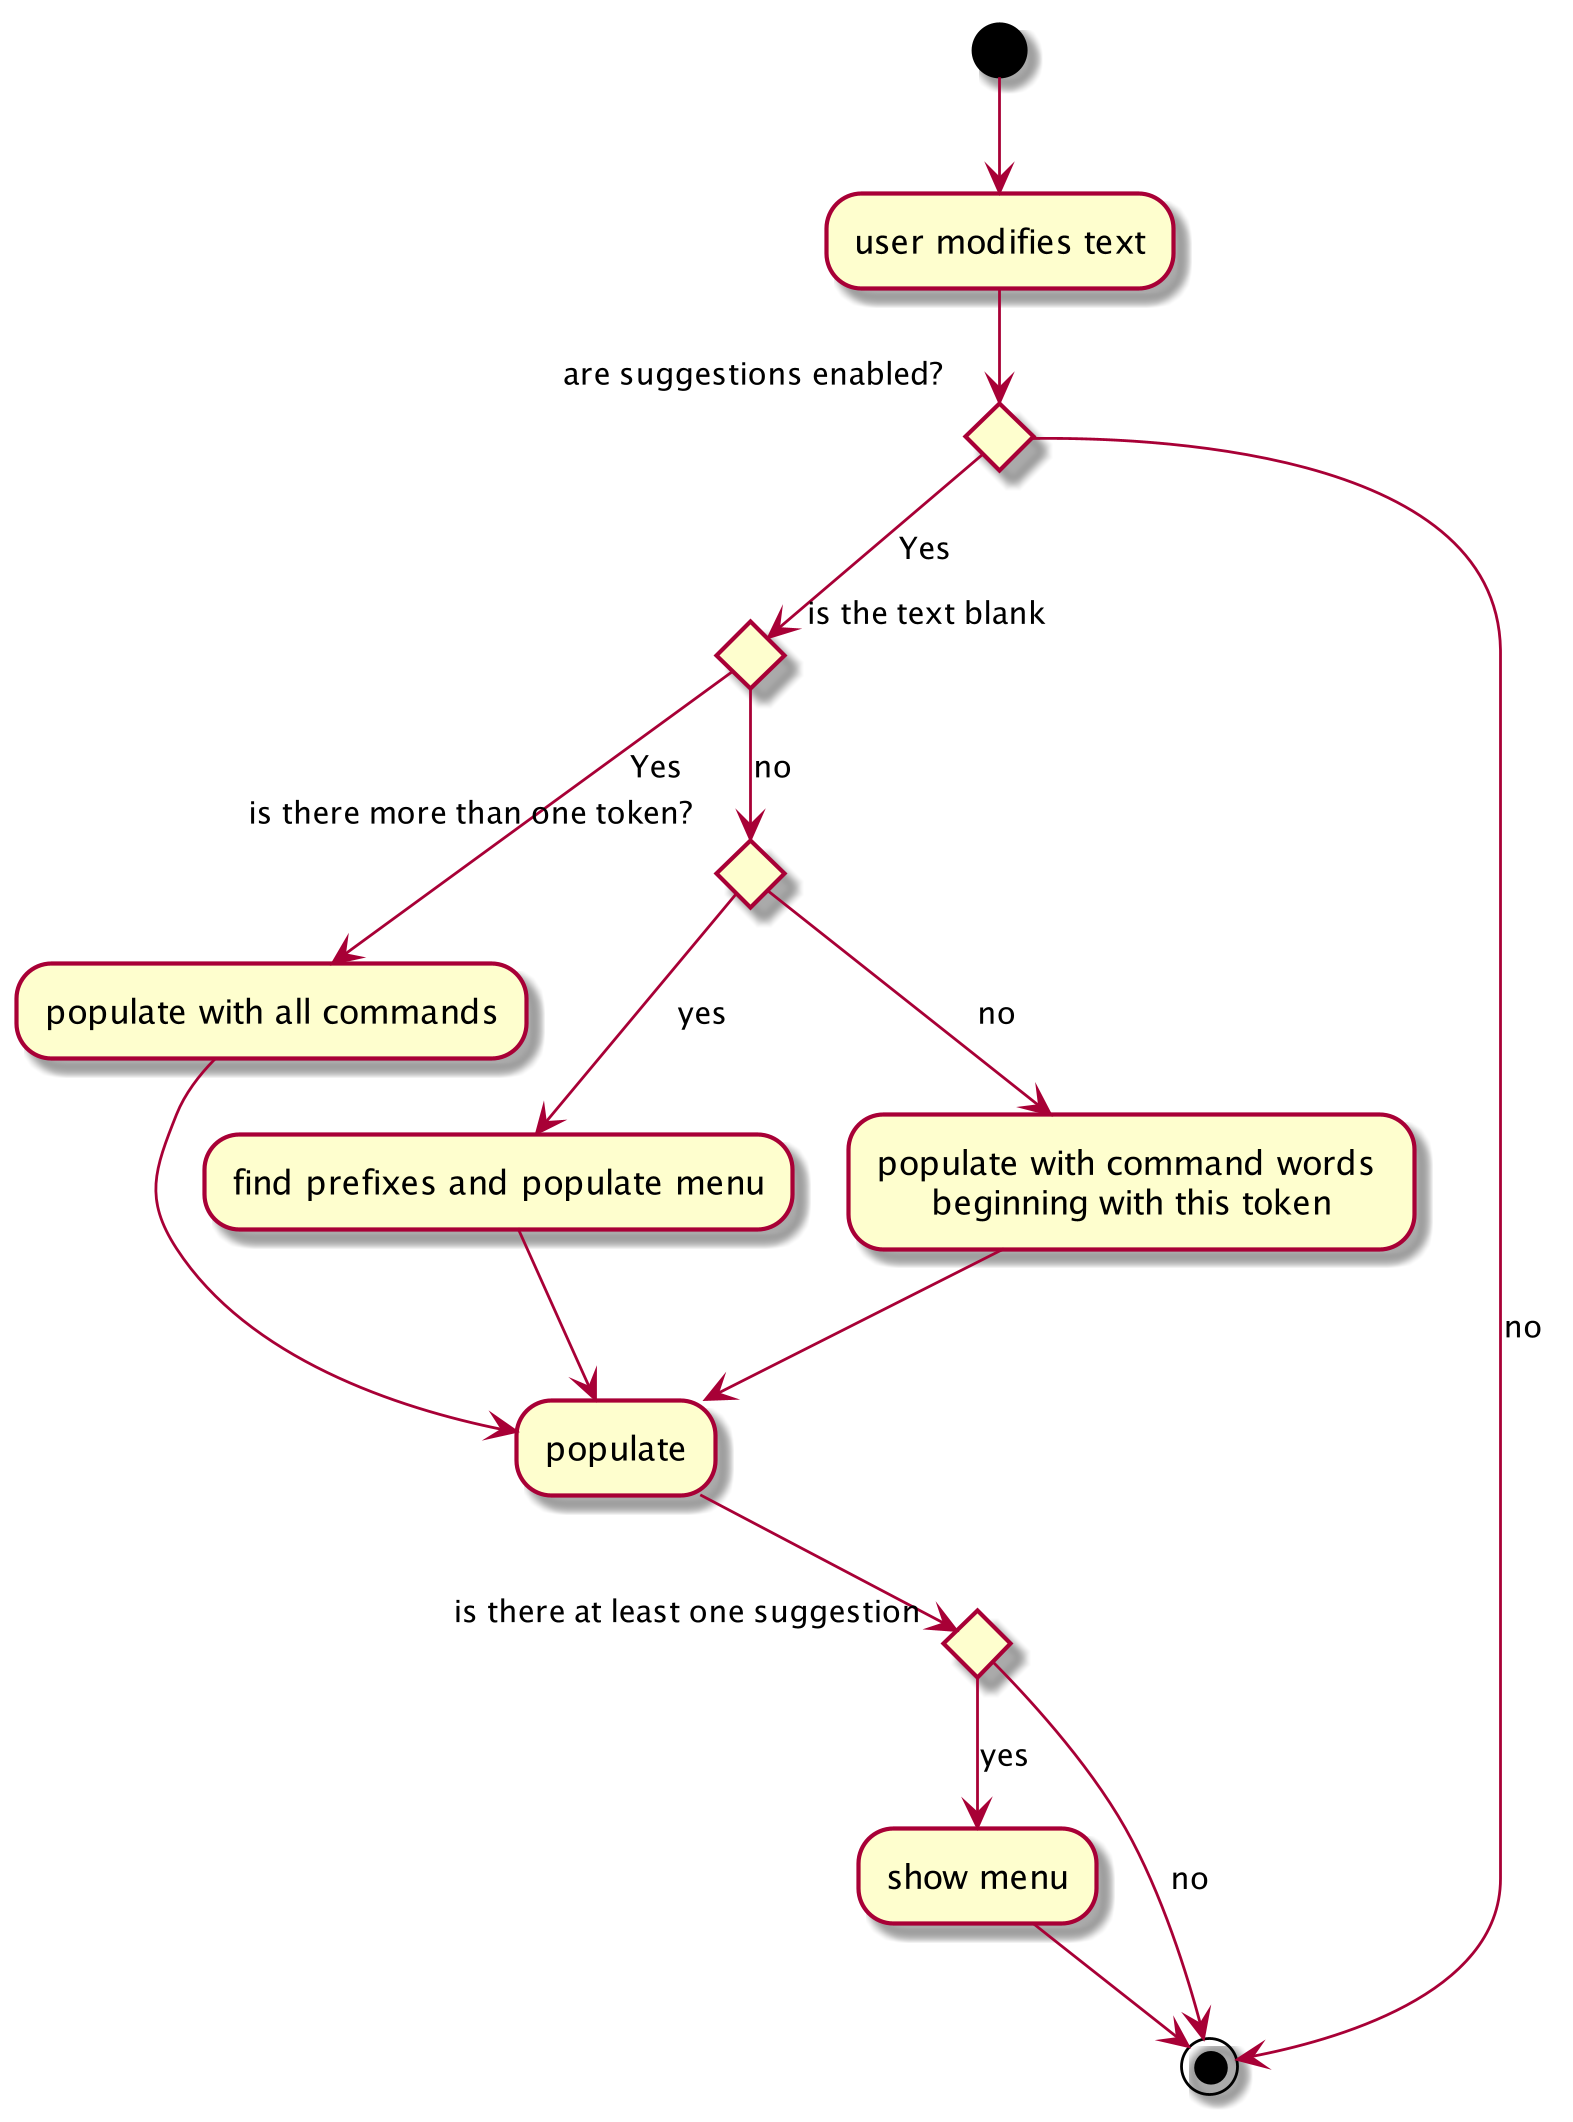 user modifies text
are suggestions enabled?
Yes
is the text blank
Yes
no
is there more than one token?
populate with all commands
yes
no
find prefixes and populate menu
populate with command words
beginning with this token
no
populate
is there at least one suggestion
yes
show menu
no